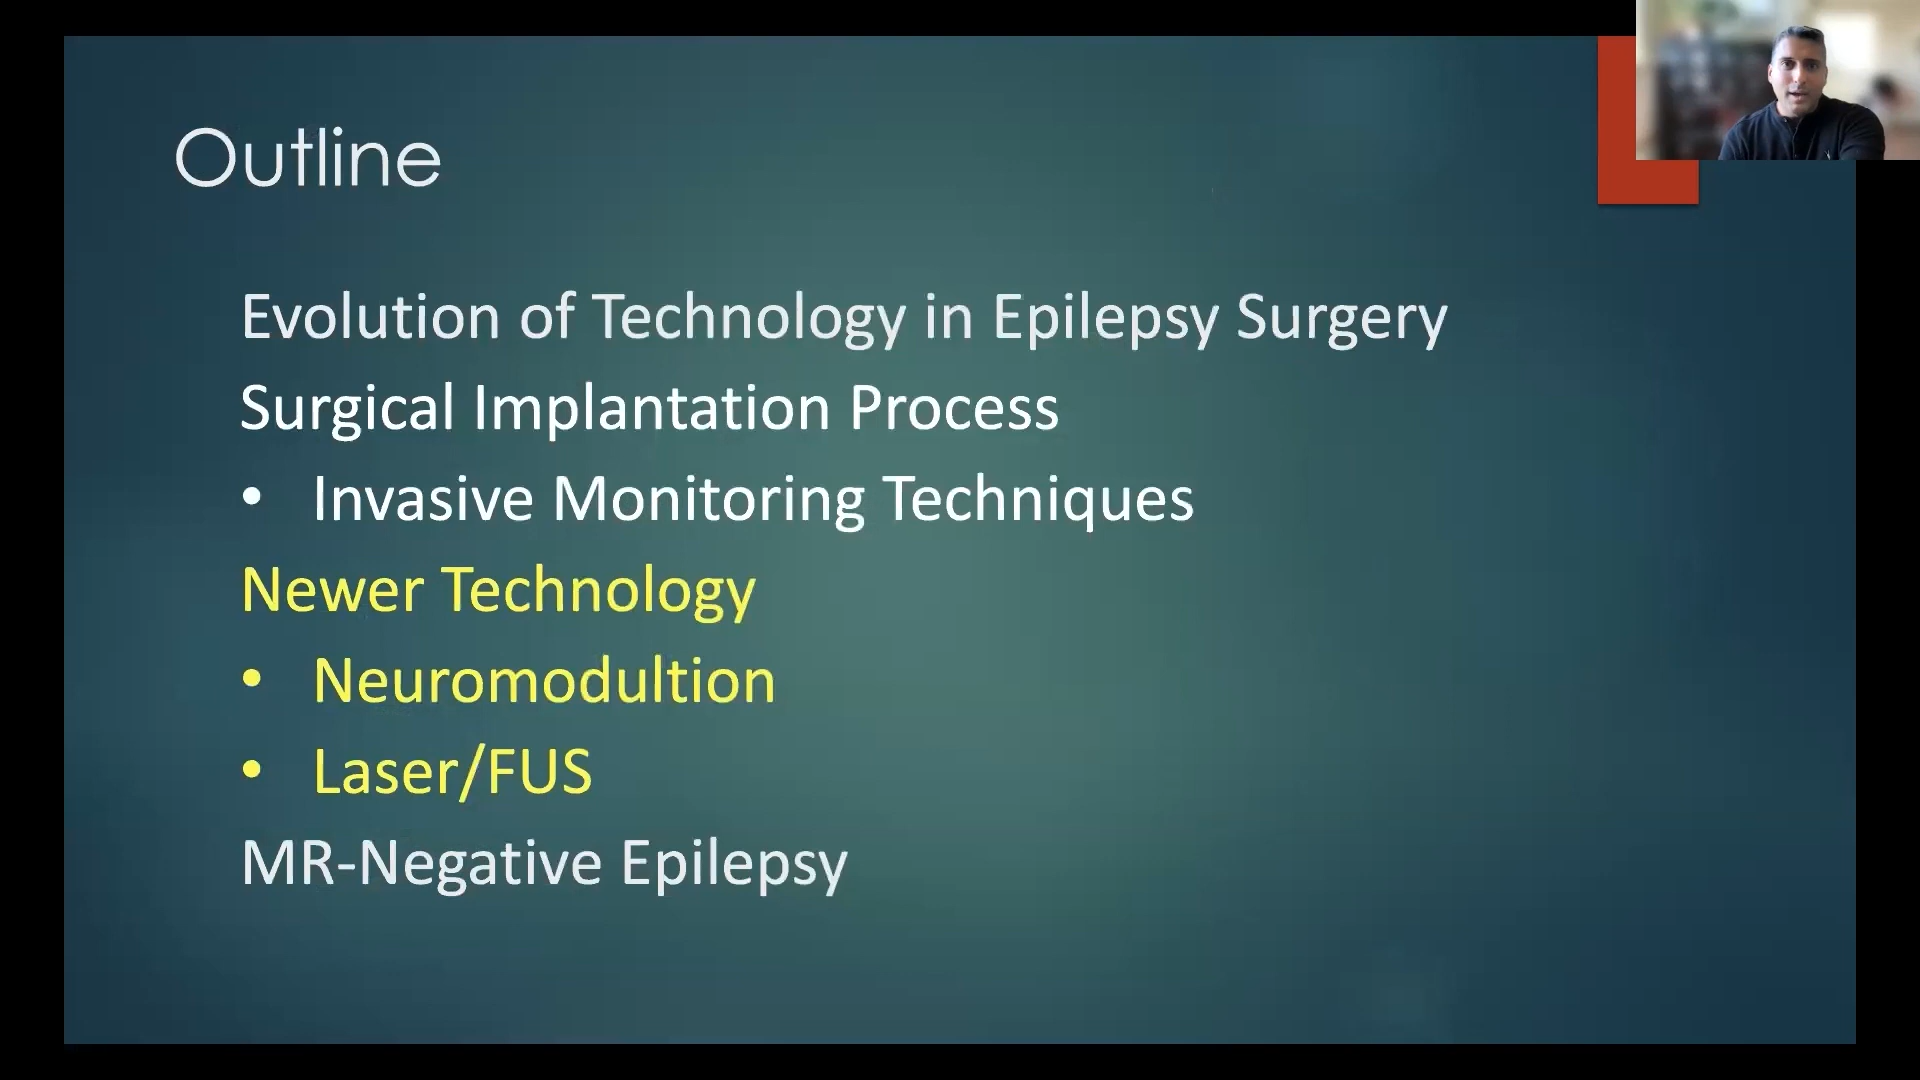 Outline
Evolution of Technology in Epilepsy Surgery
Surgical Implantation Process
• Invasive Monitoring Techniques
Newer Technology
• Neuromodultion
• Laser/FUS
MR-Negative Epilepsy